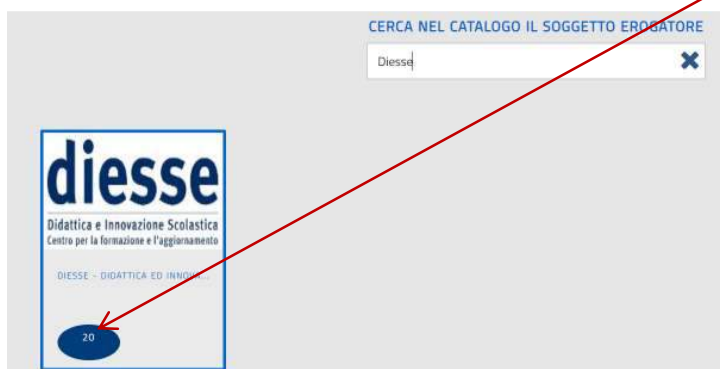 CERCA NEL CATALOGO IL SOGGETTO EROGATORE
Diesse
diesse
Didattica e Innovazione Scolastica
Centro per la formazione e l'aggiornamento
DIESSE - DIDATTICA ED INNOVA...
20